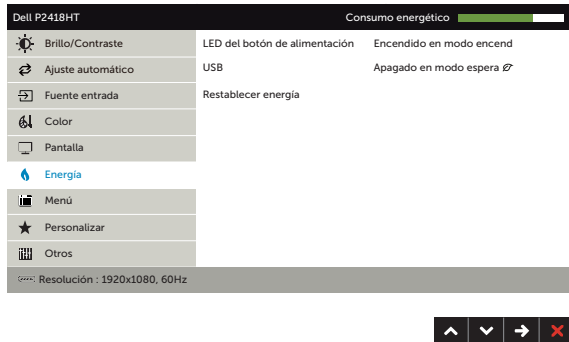 Dell P2418HT Consumo energético
Brillo/Contraste LED del botón de alimentación Encendido en modo encend
Ajuste automático USB Apagado en modo espera
Fuente entrada Restablecer energía
Color
Pantalla
Energía
Menú
Personalizar
Otros
Resolución : 1920x1080, 60Hz